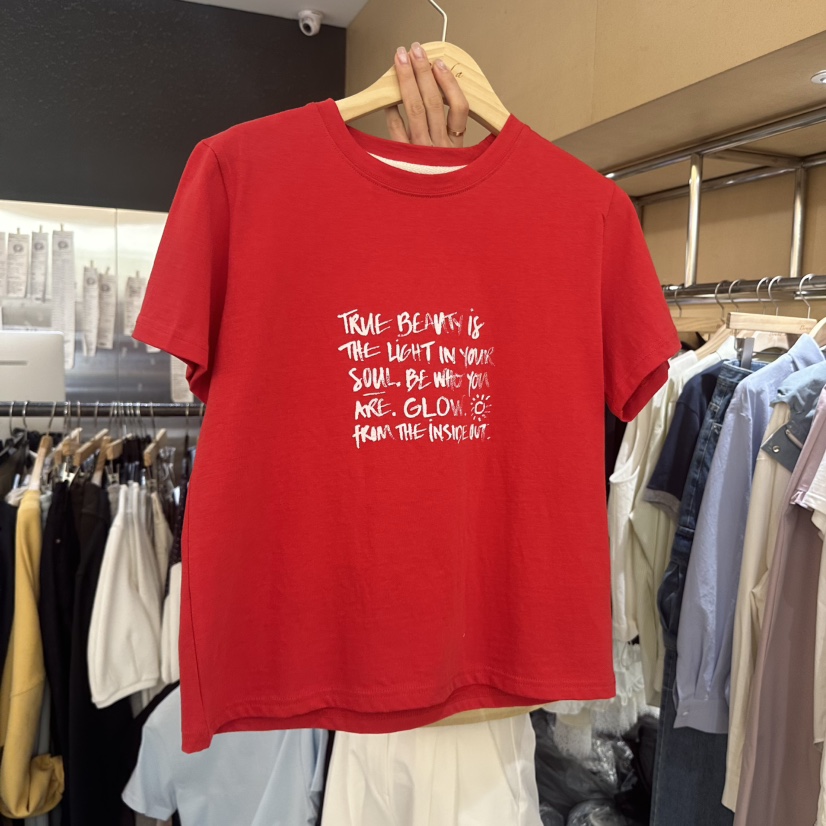 TRUE BEAUTY is
THE LiGHT IN YOUR
SOUL. BE WHO YOU
ARE. GLOW.
FROM THE iNSIDE OUT.